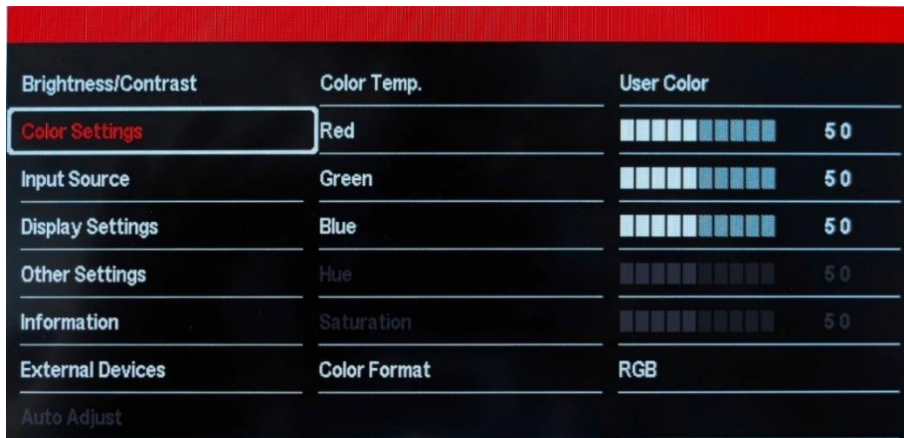 Brightness/Contrast Color Temp. User Color
Color Settings Red 50
Input Source Green 50
Display Settings Blue 50
Other Settings Hue 50
Information Saturation 50
External Devices Color Format RGB
Auto Adjust